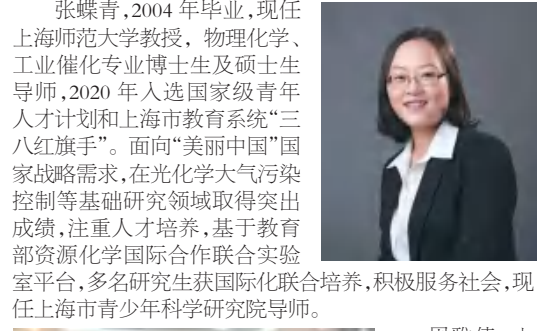 张蝶青,2004 年毕业,现任
上海师范大学教授, 物理化学、
工业催化专业博士生及硕士生
导师,2020 年入选国家级青年
人才计划和上海市教育系统“三
八红旗手”。面向“美丽中国”国
家战略需求,在光化学大气污染
控制等基础研究领域取得突出
成绩,注重人才培养,基于教育
部资源化学国际合作联合实验
室平台,多名研究生获国际化联合培养,积极服务社会,现
任上海市青少年科学研究院导师。